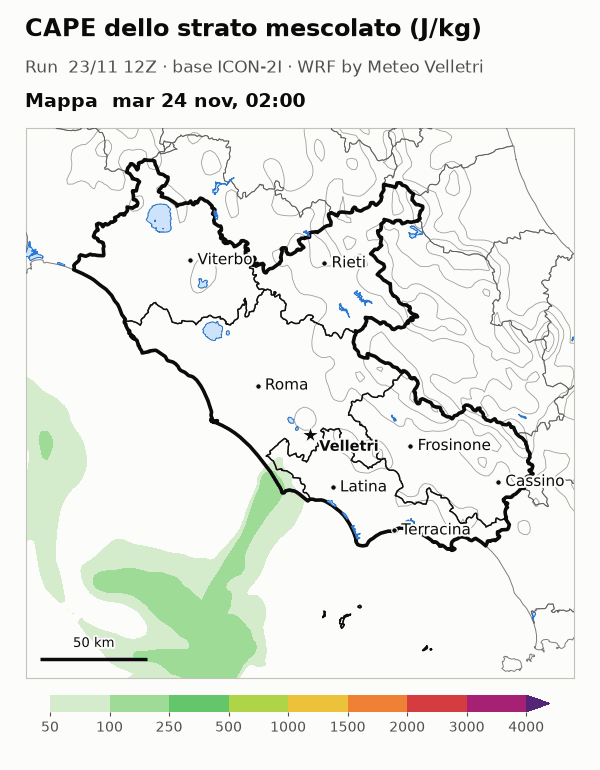 CAPE dello strato mescolato (J/kg)
Run  23/11 12Z · base ICON-2I · WRF by Meteo Velletri
Mappa  mar 24 nov, 02:00
Viterbo
Rieti
Roma
Velletri
Frosinone
Cassino
Latina
Terracina
50 km
50 100 250 500 1000 1500 2000 3000 4000